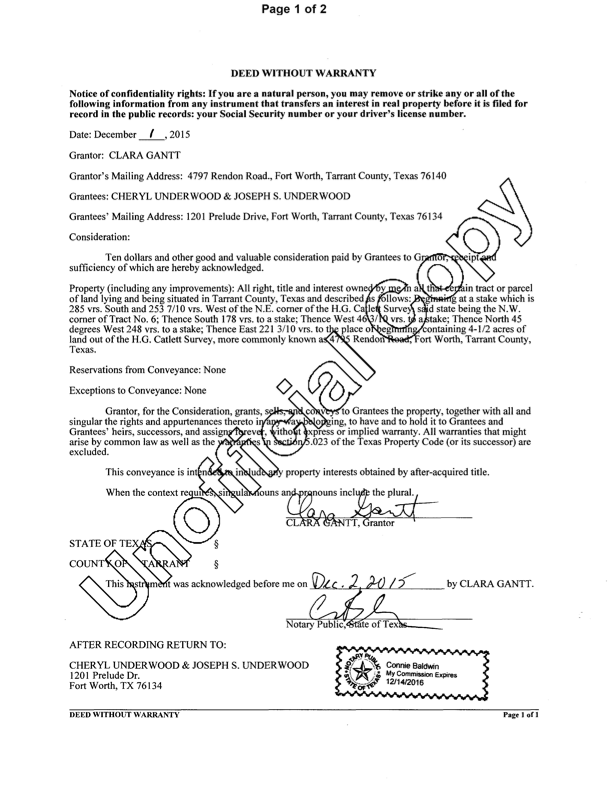 Page 1 of 2
DEED WITHOUT WARRANTY
Notice of confidentiality rights: If you are a natural person, you may remove or strike any or all of the
following information from any instrument that transfers an interest in real property before it is filed for
record in the public records: your Social Security number or your driver's license number.
Date: December 1, 2015
Grantor: CLARA GANTT
Grantor's Mailing Address: 4797 Rendon Road., Fort Worth, Tarrant County, Texas 76140
Grantees: CHERYL UNDERWOOD & JOSEPH S. UNDERWOOD
Grantees' Mailing Address: 1201 Prelude Drive, Fort Worth, Tarrant County, Texas 76134
Consideration:
Ten dollars and other good and valuable consideration paid by Grantees to Grantor, receipt and
sufficiency of which are hereby acknowledged.
Property (including any improvements): All right, title and interest owned by me in all that certain tract or parcel
of land lying and being situated in Tarrant County, Texas and described as follows: Beginning at a stake which is
285 vrs. South and 253 7/10 vrs. West of the N.E. corner of the H.G. Catlett Survey, said state being the N.W.
corner of Tract No. 6; Thence South 178 vrs. to a stake; Thence West 46 3/10 vrs. to a stake; Thence North 45
degrees West 248 vrs. to a stake; Thence East 221 3/10 vrs. to the place of beginning, containing 4-1/2 acres of
land out of the H.G. Catlett Survey, more commonly known as 4795 Rendon Road, Fort Worth, Tarrant County,
Texas.
Reservations from Conveyance: None
Exceptions to Conveyance: None
Grantor, for the Consideration, grants, sells, and conveys to Grantees the property, together with all and
singular the rights and appurtenances thereto in any way belonging, to have and to hold it to Grantees and
Grantees' heirs, successors, and assigns forever, without express or implied warranty. All warranties that might
arise by common law as well as the warranties in section 5.023 of the Texas Property Code (or its successor) are
excluded.
This conveyance is intended to include any property interests obtained by after-acquired title.
When the context requires, singular nouns and pronouns include the plural.
Clara Gantt
CLARA GANTT, Grantor
STATE OF TEXAS §
COUNTY OF TARRANT §
This instrument was acknowledged before me on Dec. 2, 2015 by CLARA GANTT.
Notary Public, State of Texas
AFTER RECORDING RETURN TO:
CHERYL UNDERWOOD & JOSEPH S. UNDERWOOD
1201 Prelude Dr.
Fort Worth, TX 76134
NOTARY PUBLIC
STATE OF TEXAS
Connie Baldwin
My Commission Expires
12/14/2016
DEED WITHOUT WARRANTY Page 1 of 1
Unofficial Copy